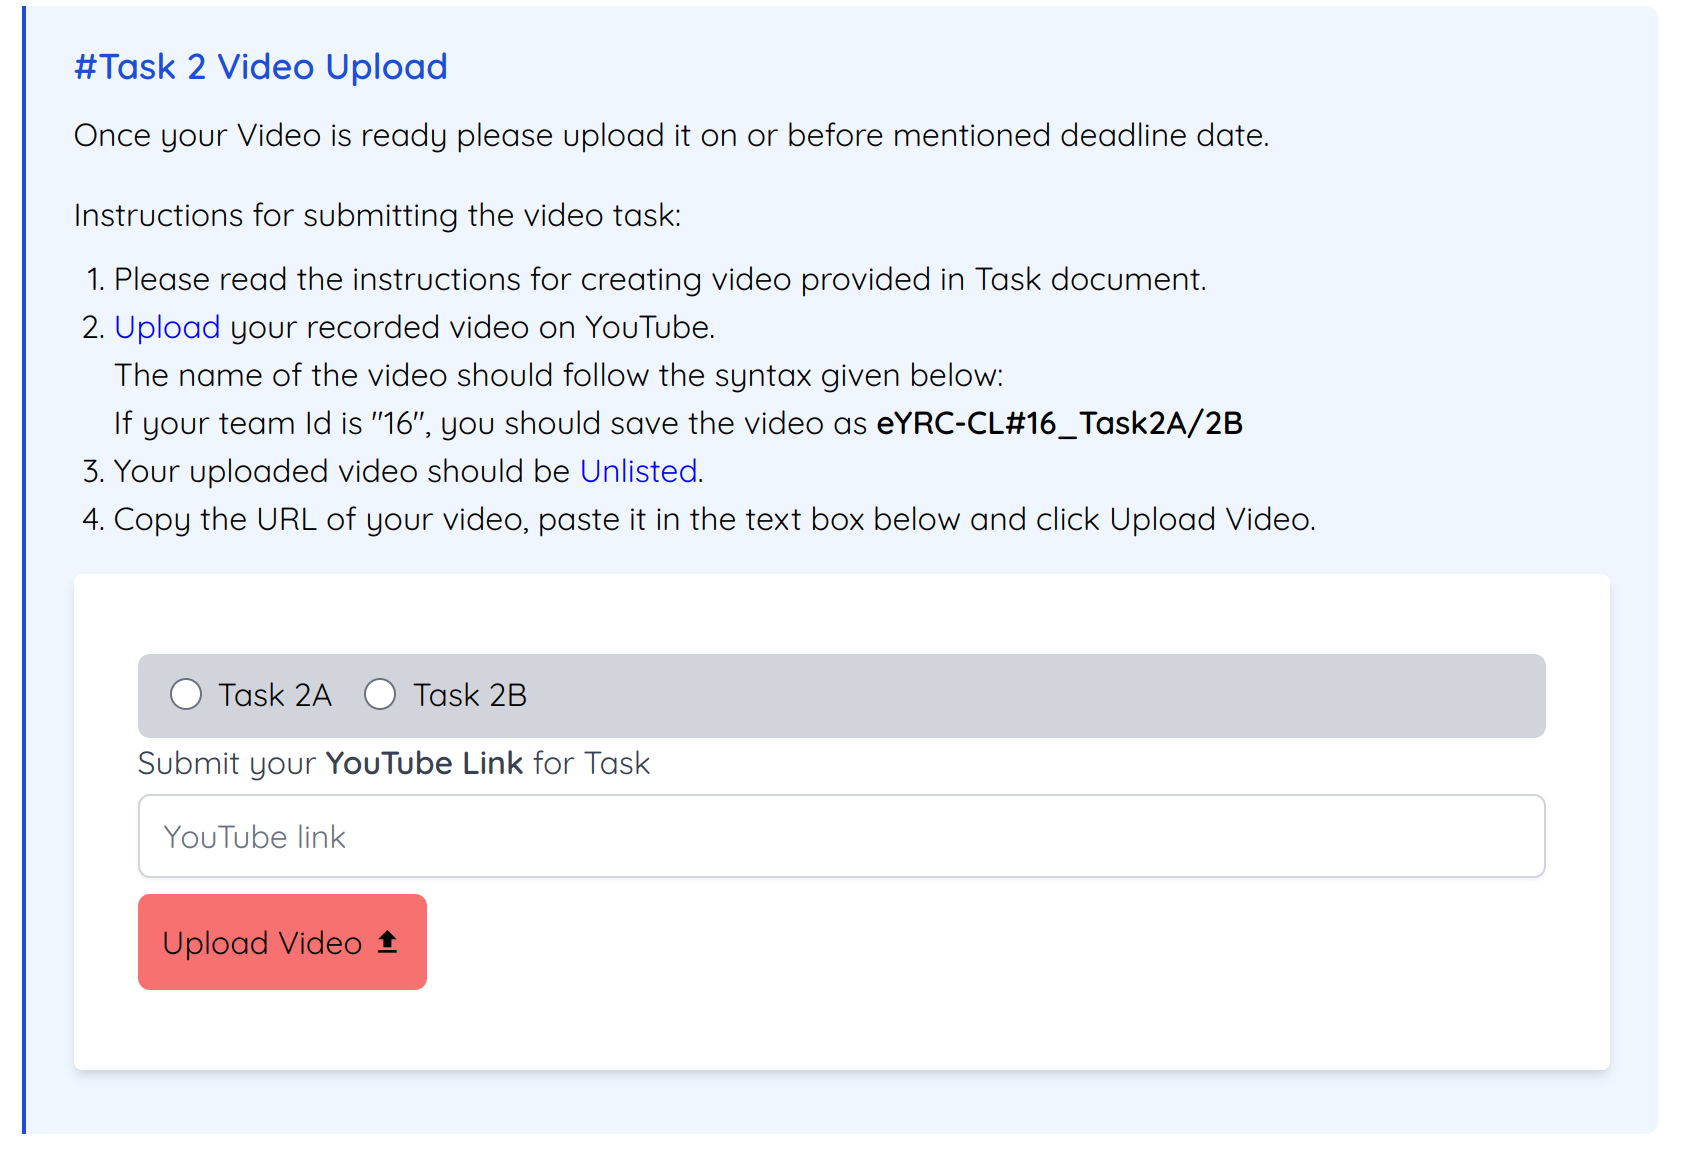 #Task 2 Video Upload
Once your Video is ready please upload it on or before mentioned deadline date.
Instructions for submitting the video task:
1. Please read the instructions for creating video provided in Task document.
2. Upload your recorded video on YouTube.
The name of the video should follow the syntax given below:
If your team Id is "16", you should save the video as eYRC-CL#16_Task2A/2B
3. Your uploaded video should be Unlisted.
4. Copy the URL of your video, paste it in the text box below and click Upload Video.
Task 2A Task 2B
Submit your YouTube Link for Task
YouTube link
Upload Video